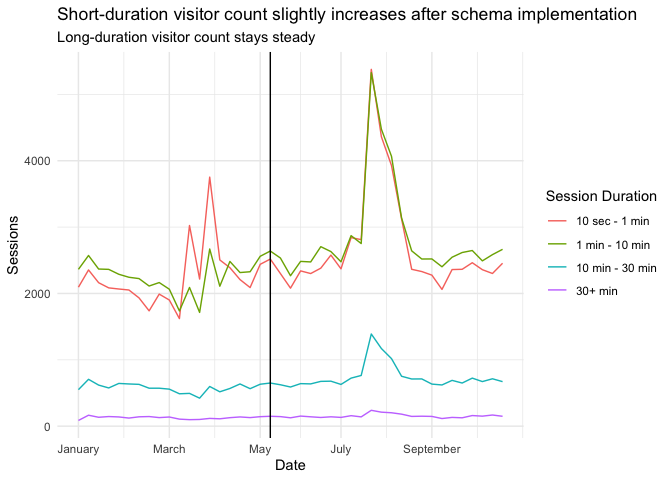 Short-duration visitor count slightly increases after schema implementation
Long-duration visitor count stays steady
4000
2000
0
Sessions
January March May July September
Date
Session Duration
10 sec - 1 min
1 min - 10 min
10 min - 30 min
30+ min